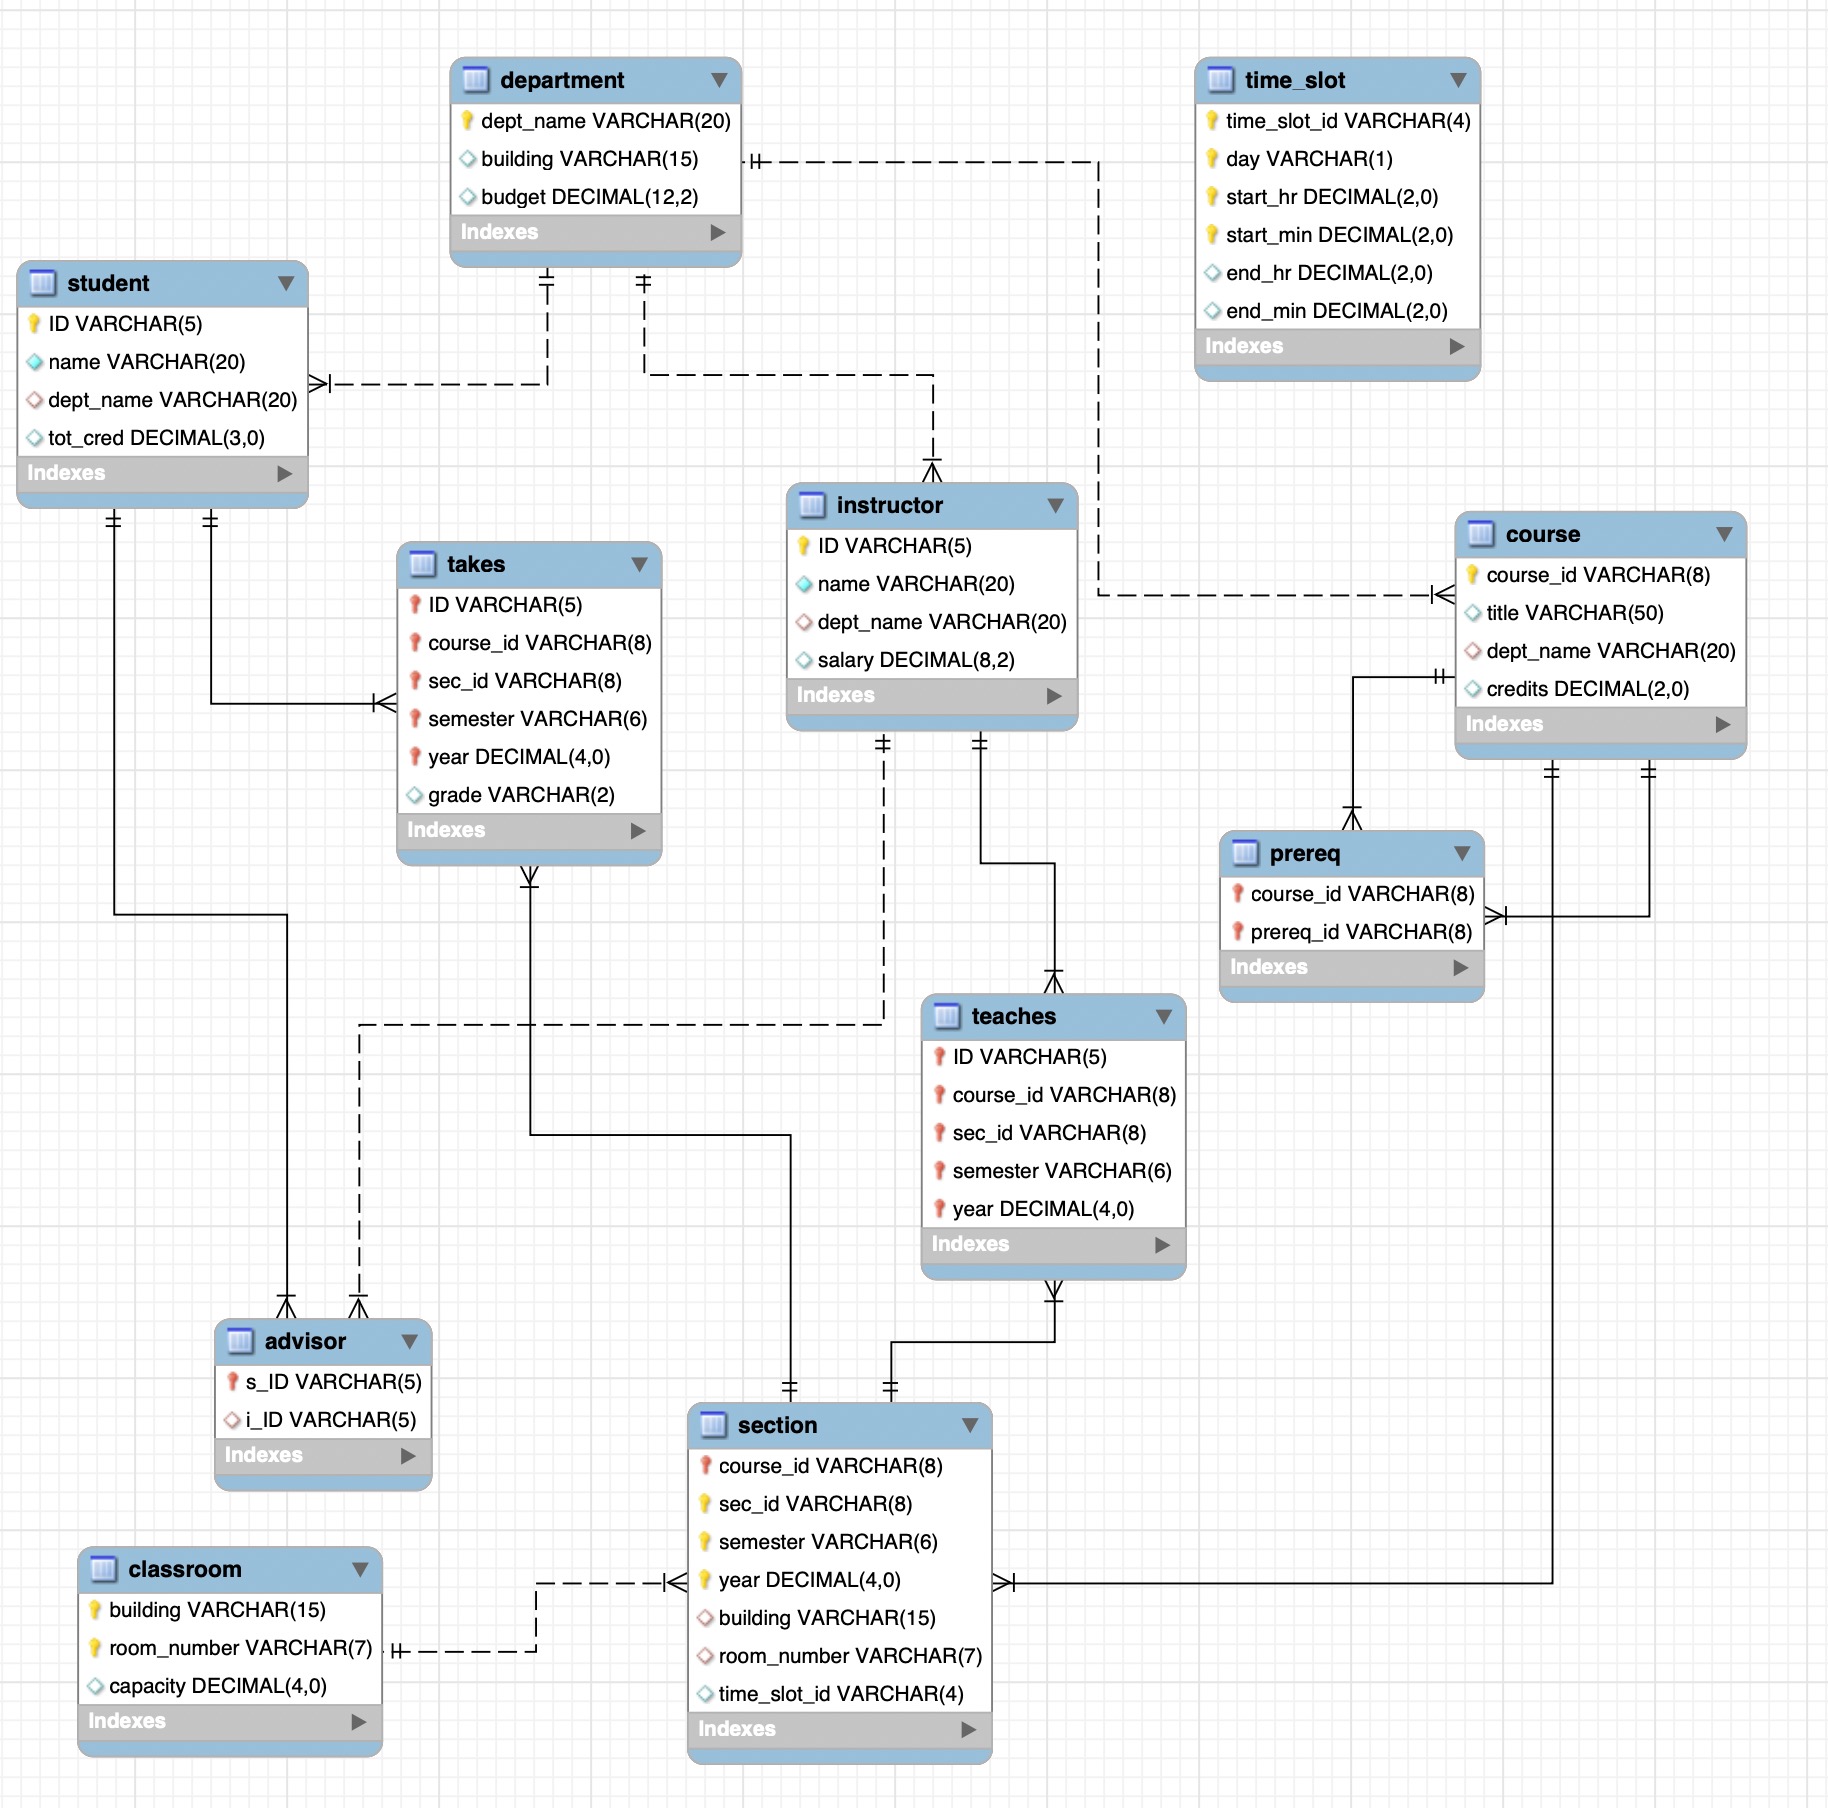 department
dept_name VARCHAR(20)
building VARCHAR(15)
budget DECIMAL(12,2)
Indexes
time_slot
time_slot_id VARCHAR(4)
day VARCHAR(1)
start_hr DECIMAL(2,0)
start_min DECIMAL(2,0)
end_hr DECIMAL(2,0)
end_min DECIMAL(2,0)
Indexes
student
ID VARCHAR(5)
name VARCHAR(20)
dept_name VARCHAR(20)
tot_cred DECIMAL(3,0)
Indexes
takes
ID VARCHAR(5)
course_id VARCHAR(8)
sec_id VARCHAR(8)
semester VARCHAR(6)
year DECIMAL(4,0)
grade VARCHAR(2)
Indexes
instructor
ID VARCHAR(5)
name VARCHAR(20)
dept_name VARCHAR(20)
salary DECIMAL(8,2)
Indexes
course
course_id VARCHAR(8)
title VARCHAR(50)
dept_name VARCHAR(20)
credits DECIMAL(2,0)
Indexes
prereq
course_id VARCHAR(8)
prereq_id VARCHAR(8)
Indexes
teaches
ID VARCHAR(5)
course_id VARCHAR(8)
sec_id VARCHAR(8)
semester VARCHAR(6)
year DECIMAL(4,0)
Indexes
advisor
s_ID VARCHAR(5)
i_ID VARCHAR(5)
Indexes
section
course_id VARCHAR(8)
sec_id VARCHAR(8)
semester VARCHAR(6)
year DECIMAL(4,0)
building VARCHAR(15)
room_number VARCHAR(7)
time_slot_id VARCHAR(4)
Indexes
classroom
building VARCHAR(15)
room_number VARCHAR(7)
capacity DECIMAL(4,0)
Indexes